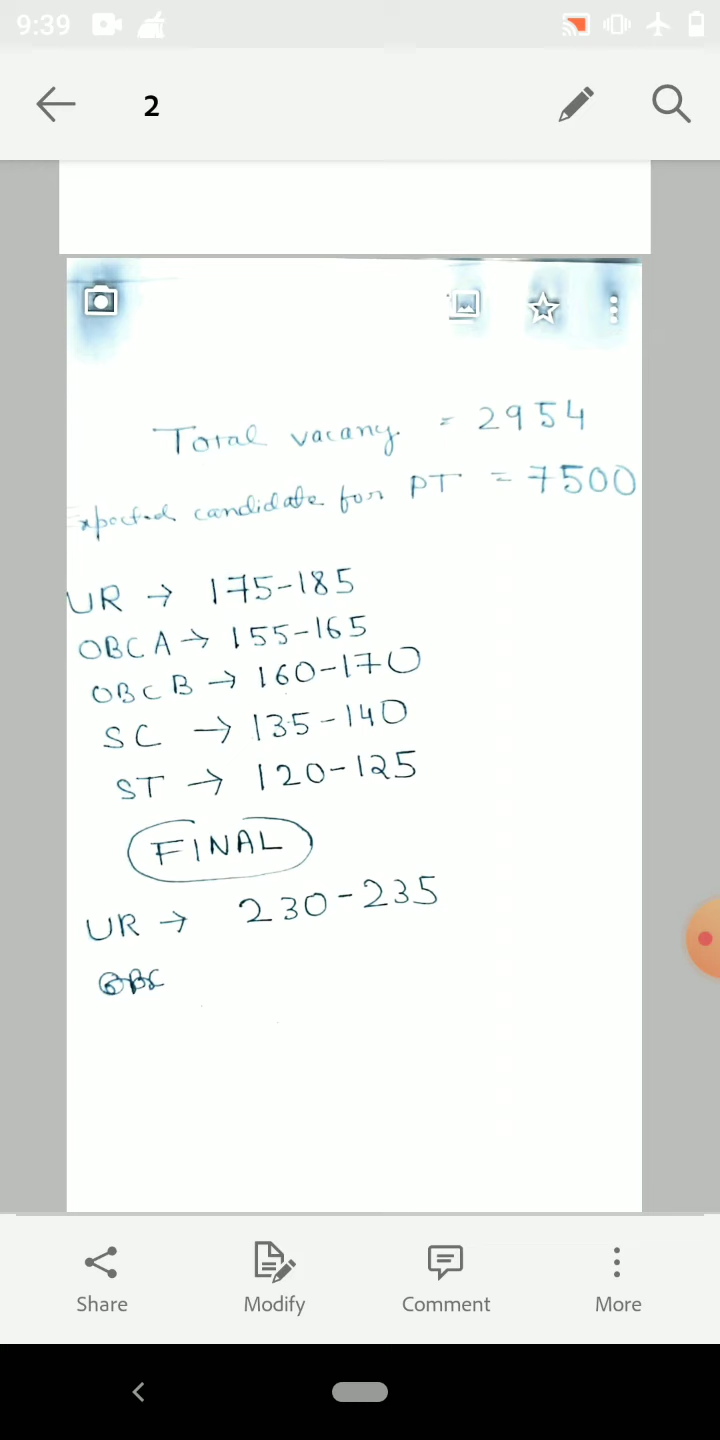 9:39
2
Total vacancy = 2954
Expected candidate for PT = 7500
UR → 175-185
OBC A → 155-165
OBC B → 160-170
SC → 135-140
ST → 120-125
FINAL
UR → 230-235
OBC
Share Modify Comment More